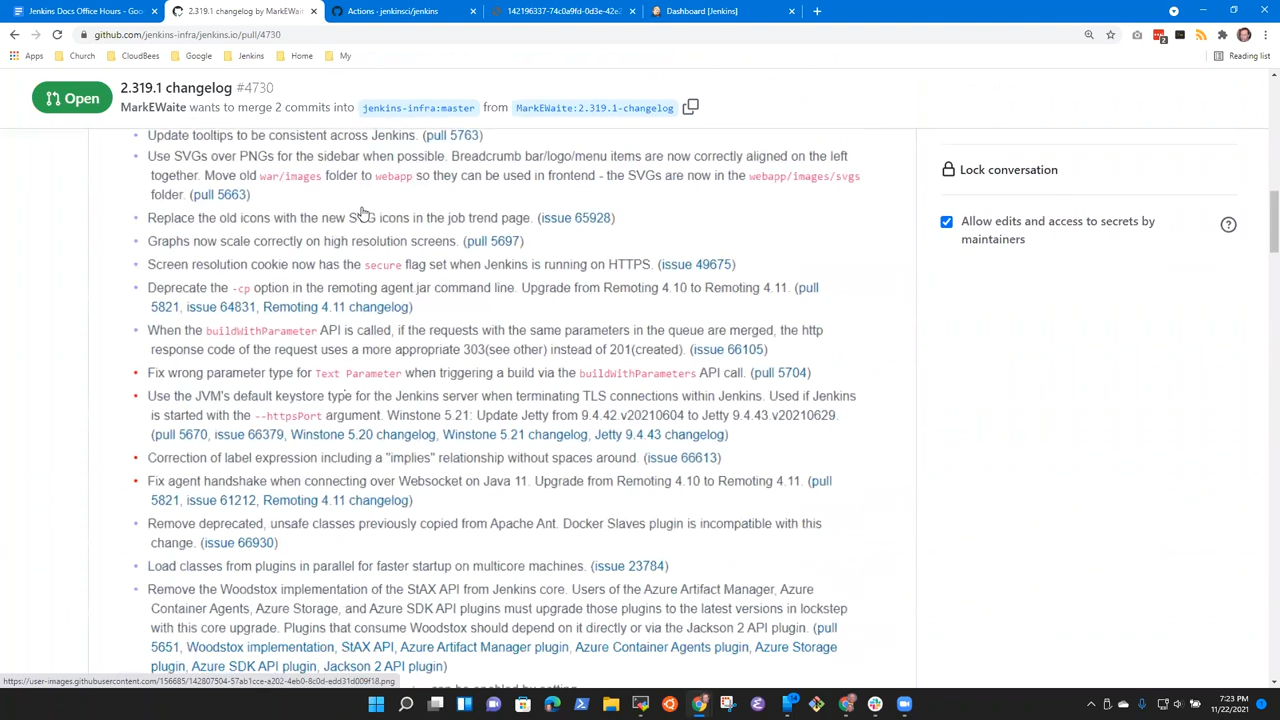 Jenkins Docs Office Hours - Goo
2.319.1 changelog by MarkEWaite
Actions · jenkinsci/jenkins
142196337-74c0a9fd-0d3e-42e2
Dashboard [Jenkins]
github.com/jenkins-infra/jenkins.io/pull/4730
Apps Church CloudBees Google Jenkins Home My Reading list
Open
2.319.1 changelog #4730
MarkEWaite wants to merge 2 commits into jenkins-infra:master from MarkEWaite:2.319.1-changelog
Update tooltips to be consistent across Jenkins. (pull 5763)
Use SVGs over PNGs for the sidebar when possible. Breadcrumb bar/logo/menu items are now correctly aligned on the left
together. Move old war/images folder to webapp so they can be used in frontend - the SVGs are now in the webapp/images/svgs
folder. (pull 5663)
Replace the old icons with the new SVG icons in the job trend page. (issue 65928)
Graphs now scale correctly on high resolution screens. (pull 5697)
Screen resolution cookie now has the secure flag set when Jenkins is running on HTTPS. (issue 49675)
Deprecate the -cp option in the remoting agent jar command line. Upgrade from Remoting 4.10 to Remoting 4.11. (pull
5821, issue 64831, Remoting 4.11 changelog)
When the buildWithParameter API is called, if the requests with the same parameters in the queue are merged, the http
response code of the request uses a more appropriate 303(see other) instead of 201(created). (issue 66105)
Fix wrong parameter type for Text Parameter when triggering a build via the buildWithParameters API call. (pull 5704)
Use the JVM's default keystore type for the Jenkins server when terminating TLS connections within Jenkins. Used if Jenkins
is started with the --httpsPort argument. Winstone 5.21: Update Jetty from 9.4.42.v20210604 to Jetty 9.4.43.v20210629.
(pull 5670, issue 66379, Winstone 5.20 changelog, Winstone 5.21 changelog, Jetty 9.4.43 changelog)
Correction of label expression including a "implies" relationship without spaces around. (issue 66613)
Fix agent handshake when connecting over Websocket on Java 11. Upgrade from Remoting 4.10 to Remoting 4.11. (pull
5821, issue 61212, Remoting 4.11 changelog)
Remove deprecated, unsafe classes previously copied from Apache Ant. Docker Slaves plugin is incompatible with this
change. (issue 66930)
Load classes from plugins in parallel for faster startup on multicore machines. (issue 23784)
Remove the Woodstox implementation of the StAX API from Jenkins core. Users of the Azure Artifact Manager, Azure
Container Agents, Azure Storage, and Azure SDK API plugins must upgrade those plugins to the latest versions in lockstep
with this core upgrade. Plugins that consume Woodstox should depend on it directly or via the Jackson 2 API plugin. (pull
5651, Woodstox implementation, StAX API, Azure Artifact Manager plugin, Azure Container Agents plugin, Azure Storage
plugin, Azure SDK API plugin, Jackson 2 API plugin)
can be enabled by setting
Lock conversation
Allow edits and access to secrets by
maintainers
https://user-images.githubusercontent.com/156685/142807504-57ab1cce-a202-4eb0-8c0d-edd31d009f18.png
7:23 PM
11/22/2021